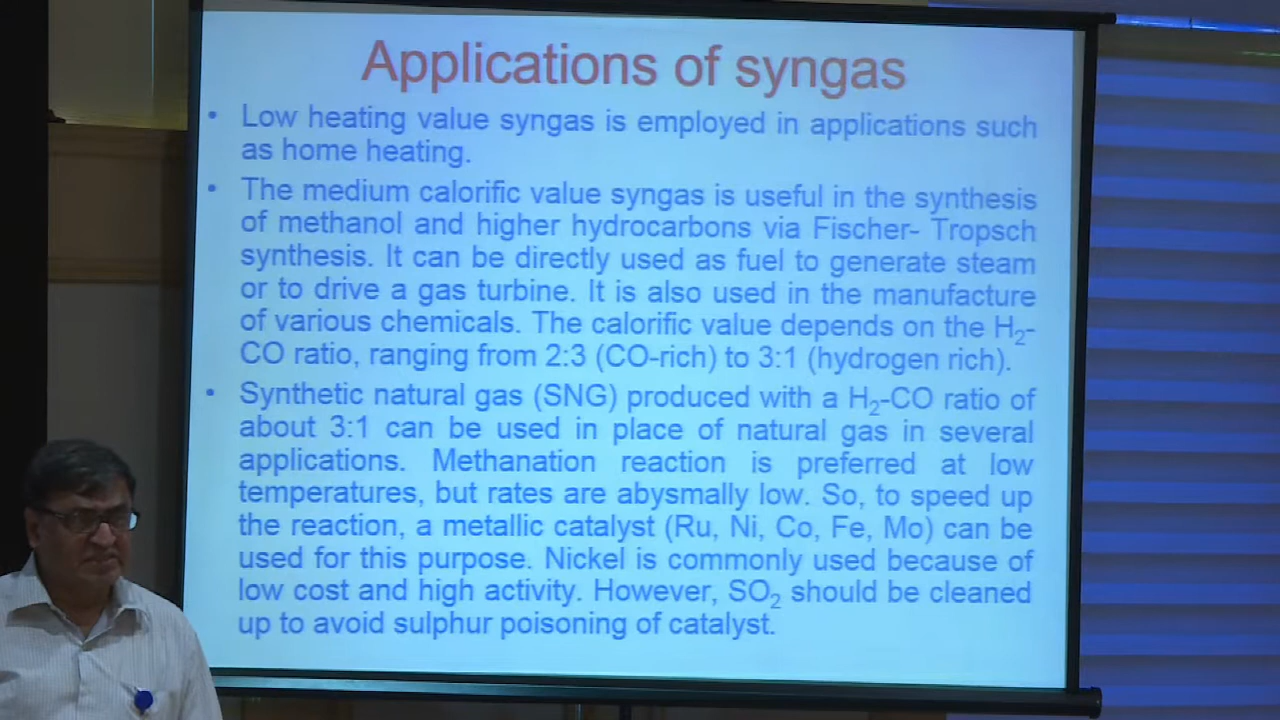 Applications of syngas
• Low heating value syngas is employed in applications such
as home heating.
• The medium calorific value syngas is useful in the synthesis
of methanol and higher hydrocarbons via Fischer- Tropsch
synthesis. It can be directly used as fuel to generate steam
or to drive a gas turbine. It is also used in the manufacture
of various chemicals. The calorific value depends on the H₂-
CO ratio, ranging from 2:3 (CO-rich) to 3:1 (hydrogen rich).
• Synthetic natural gas (SNG) produced with a H₂-CO ratio of
about 3:1 can be used in place of natural gas in several
applications. Methanation reaction is preferred at low
temperatures, but rates are abysmally low. So, to speed up
the reaction, a metallic catalyst (Ru, Ni, Co, Fe, Mo) can be
used for this purpose. Nickel is commonly used because of
low cost and high activity. However, SO₂ should be cleaned
up to avoid sulphur poisoning of catalyst.